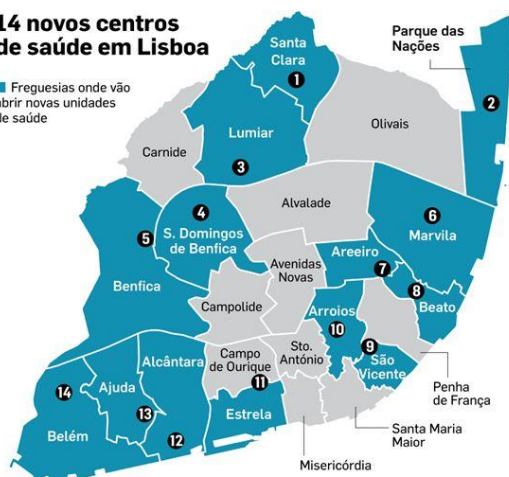 14 novos centros
de saúde em Lisboa
Freguesias onde vão
abrir novas unidades
de saúde
Santa
Clara
1
Parque das
Nações
2
Lumiar
3
Olivais
Carnide
4
S. Domingos
de Benfica
5
Benfica
Alvalade
6
Marvila
Areeiro
7
Avenidas
Novas
8
Beato
Campolide
Arroios
10
9
São
Vicente
Penha
de França
Alcântara
Campo
de Ourique
11
Sto.
António
14
Ajuda
13
Belém
12
Estrela
Santa Maria
Maior
Misericórdia